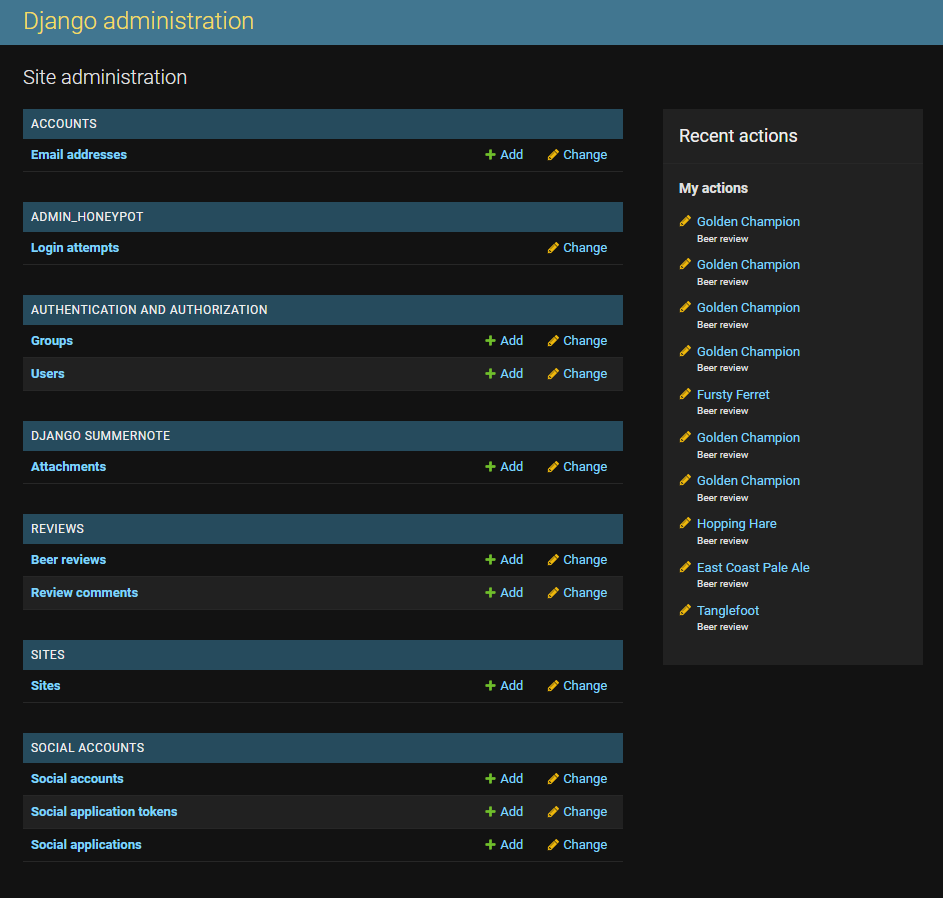 Django administration
Site administration
ACCOUNTS
Email addresses Add Change
ADMIN_HONEYPOT
Login attempts Change
AUTHENTICATION AND AUTHORIZATION
Groups Add Change
Users Add Change
DJANGO SUMMERNOTE
Attachments Add Change
REVIEWS
Beer reviews Add Change
Review comments Add Change
SITES
Sites Add Change
SOCIAL ACCOUNTS
Social accounts Add Change
Social application tokens Add Change
Social applications Add Change
Recent actions
My actions
Golden Champion
Beer review
Golden Champion
Beer review
Golden Champion
Beer review
Golden Champion
Beer review
Fursty Ferret
Beer review
Golden Champion
Beer review
Golden Champion
Beer review
Hopping Hare
Beer review
East Coast Pale Ale
Beer review
Tanglefoot
Beer review